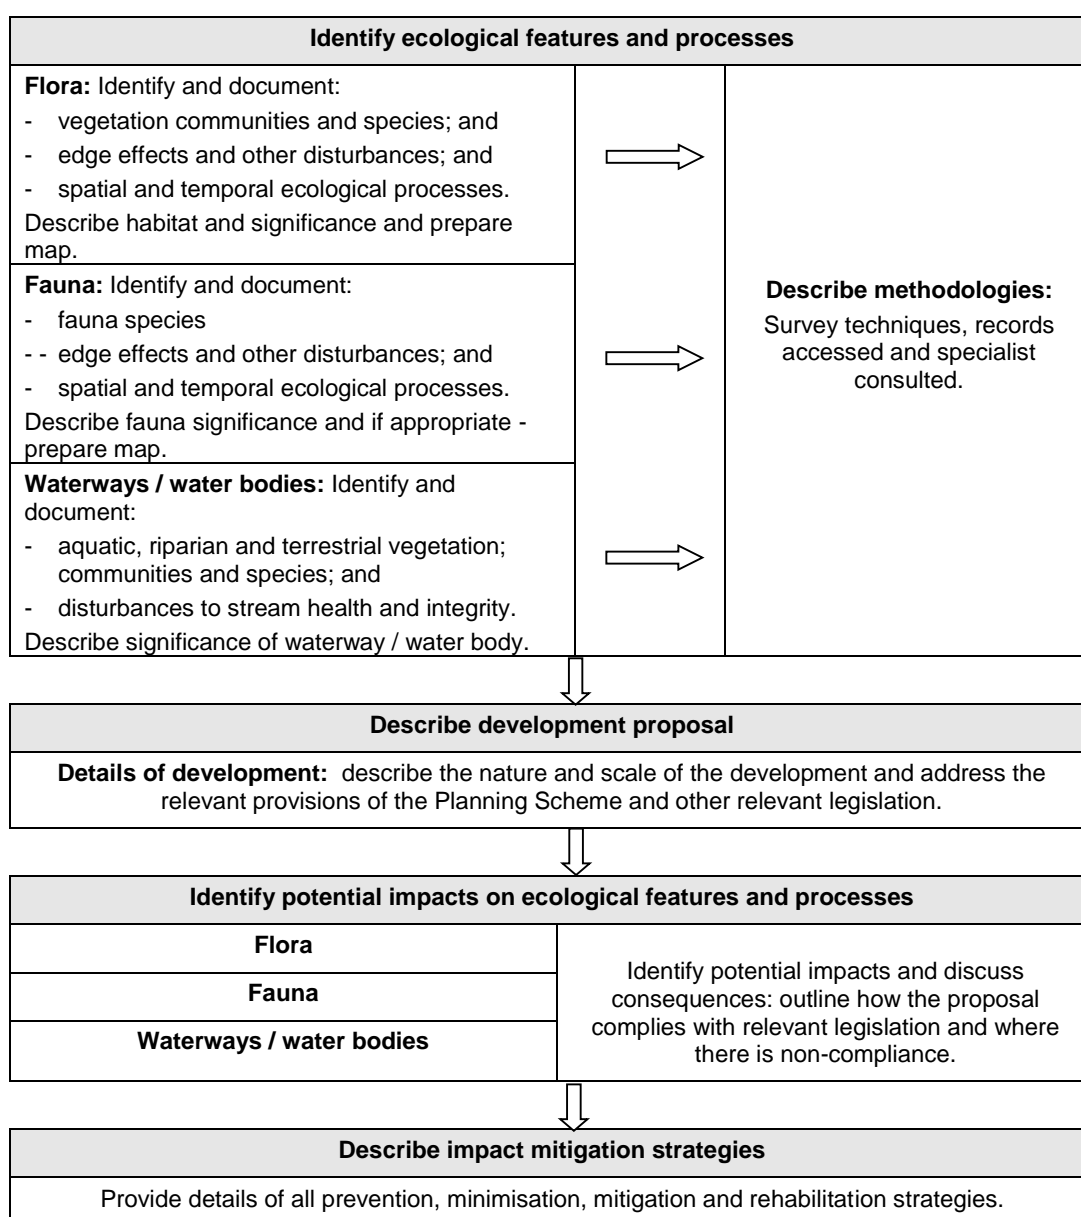 Identify ecological features and processes
Flora: Identify and document:
- vegetation communities and species; and
- edge effects and other disturbances; and
- spatial and temporal ecological processes.
Describe habitat and significance and prepare
map.
Fauna: Identify and document:
- fauna species
- - edge effects and other disturbances; and
- spatial and temporal ecological processes.
Describe fauna significance and if appropriate -
prepare map.
Waterways / water bodies: Identify and
document:
- aquatic, riparian and terrestrial vegetation;
communities and species; and
- disturbances to stream health and integrity.
Describe significance of waterway / water body.
Describe methodologies:
Survey techniques, records
accessed and specialist
consulted.
Describe development proposal
Details of development: describe the nature and scale of the development and address the
relevant provisions of the Planning Scheme and other relevant legislation.
Identify potential impacts on ecological features and processes
Flora
Fauna
Waterways / water bodies
Identify potential impacts and discuss
consequences: outline how the proposal
complies with relevant legislation and where
there is non-compliance.
Describe impact mitigation strategies
Provide details of all prevention, minimisation, mitigation and rehabilitation strategies.